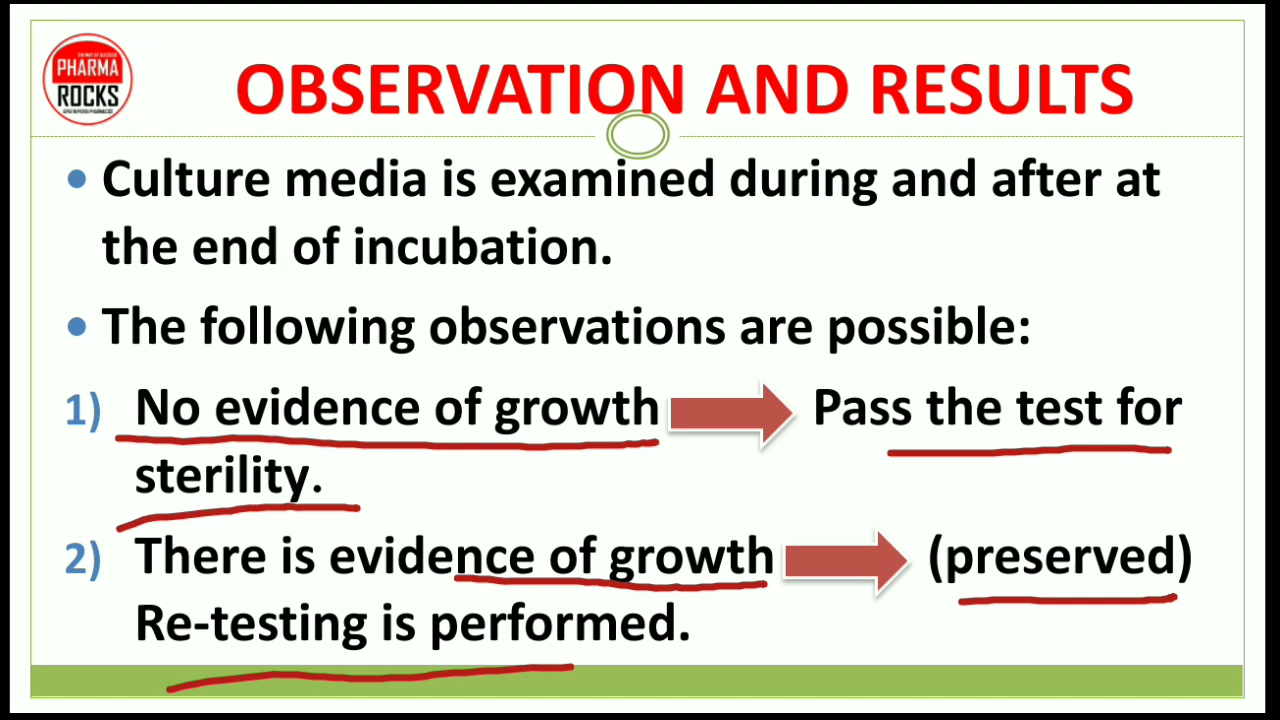 PHARMA
ROCKS
OBSERVATION AND RESULTS
• Culture media is examined during and after at
the end of incubation.
• The following observations are possible:
1) No evidence of growth Pass the test for
sterility.
2) There is evidence of growth (preserved)
Re-testing is performed.